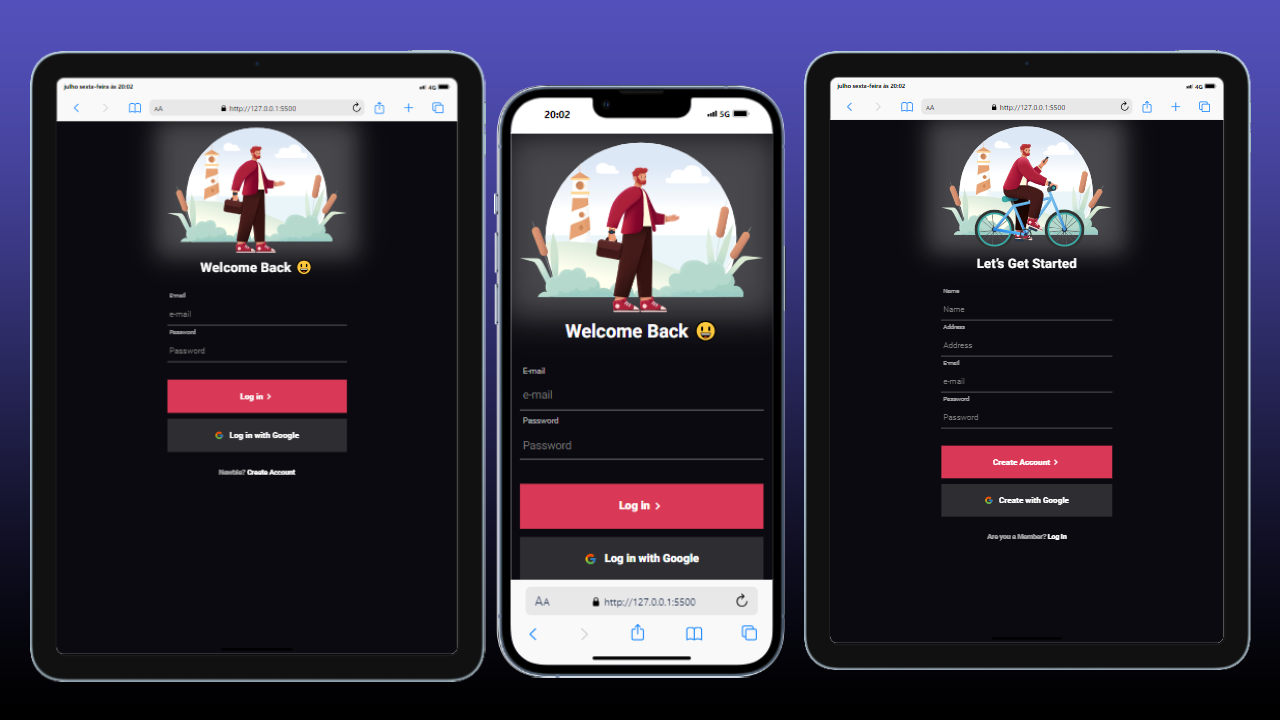 julho sexta-feira às 20:02
4G
AA
http://127.0.0.1:5500
Welcome Back 😃
E-mail
e-mail
Password
Password
Log in >
Log in with Google
Newbie? Create Account
20:02
5G
Welcome Back 😃
E-mail
e-mail
Password
Password
Log in >
Log in with Google
AA
http://127.0.0.1:5500
julho sexta-feira às 20:02
4G
AA
http://127.0.0.1:5500
Let's Get Started
Name
Name
Address
Address
E-mail
e-mail
Password
Password
Create Account >
Create with Google
Are you a Member? Log In